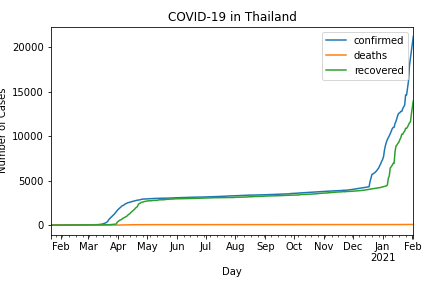 COVID-19 in Thailand
confirmed
deaths
recovered
20000
15000
10000
5000
0
Number of Cases
Feb Mar Apr May Jun Jul Aug Sep Oct Nov Dec Jan Feb
2021
Day